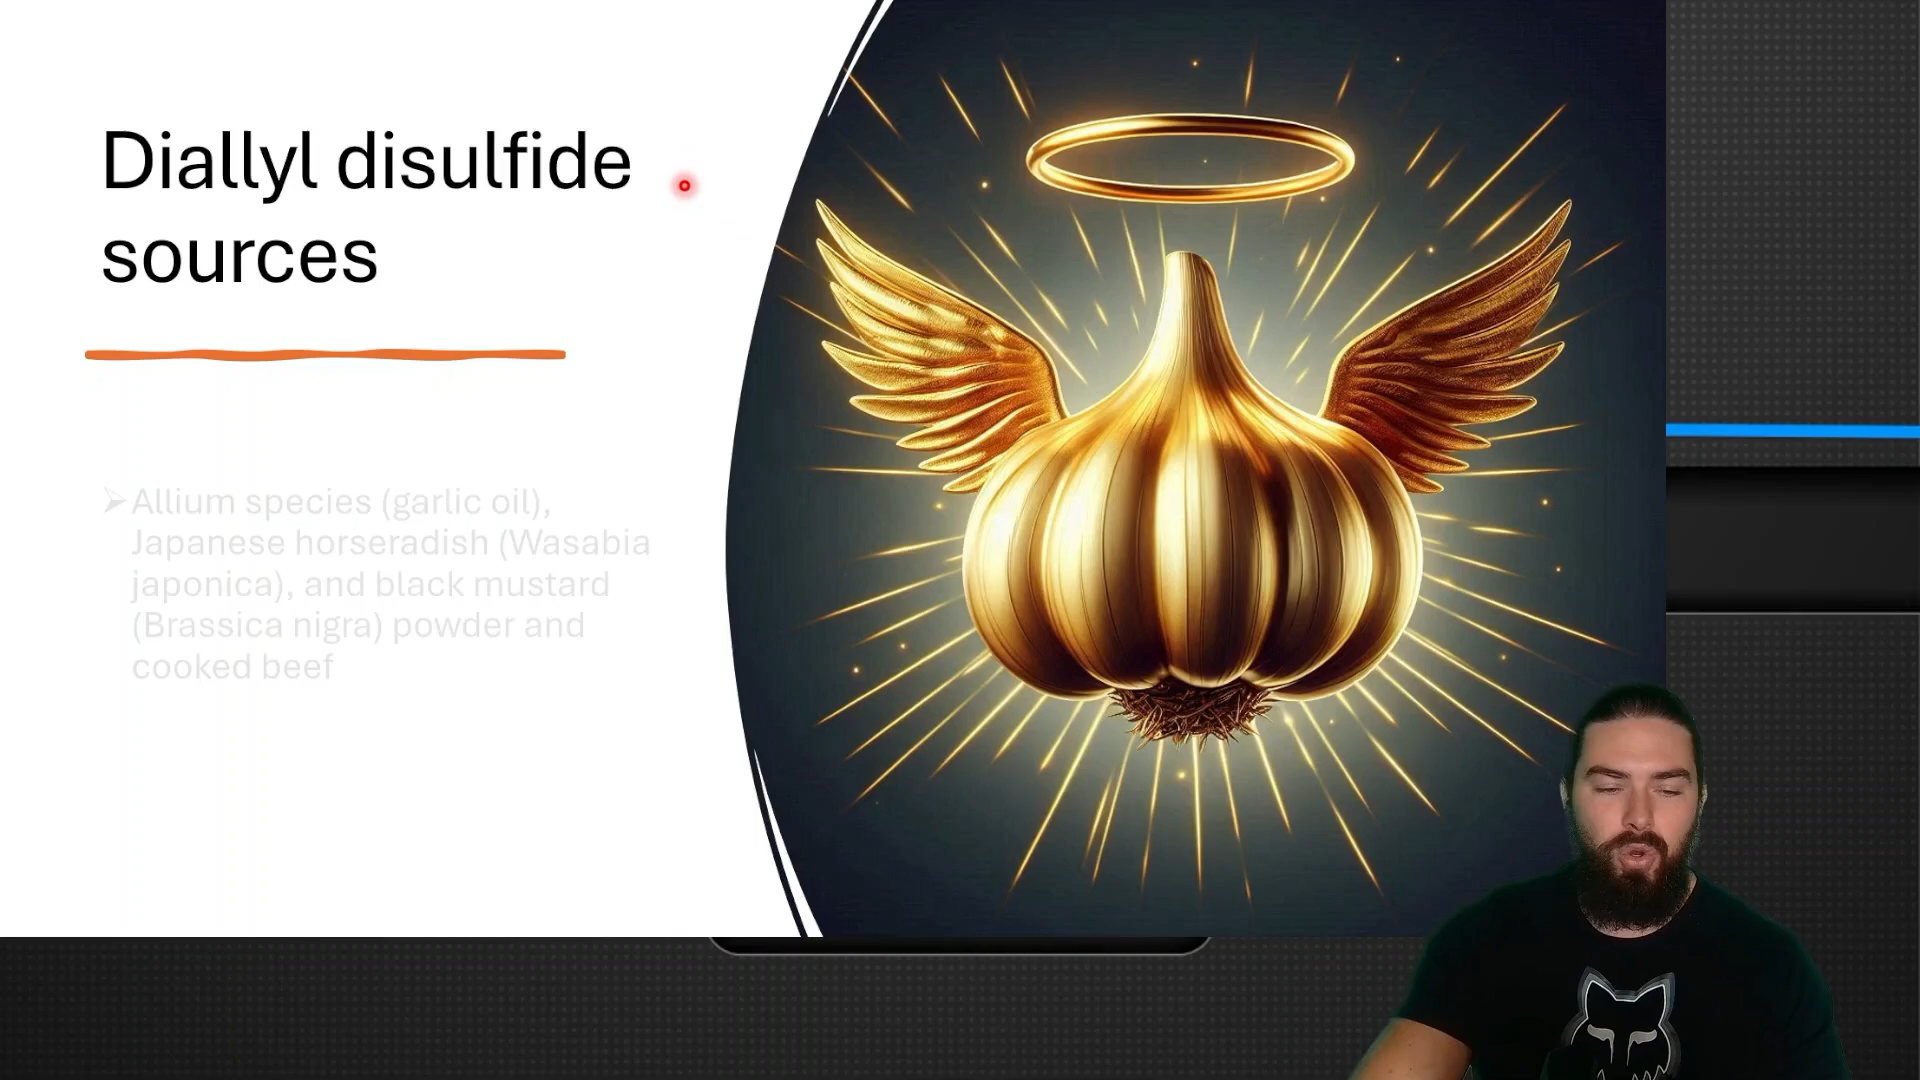 Diallyl disulfide
sources
➢Allium species (garlic oil),
Japanese horseradish (Wasabia
japonica), and black mustard
(Brassica nigra) powder and
cooked beef